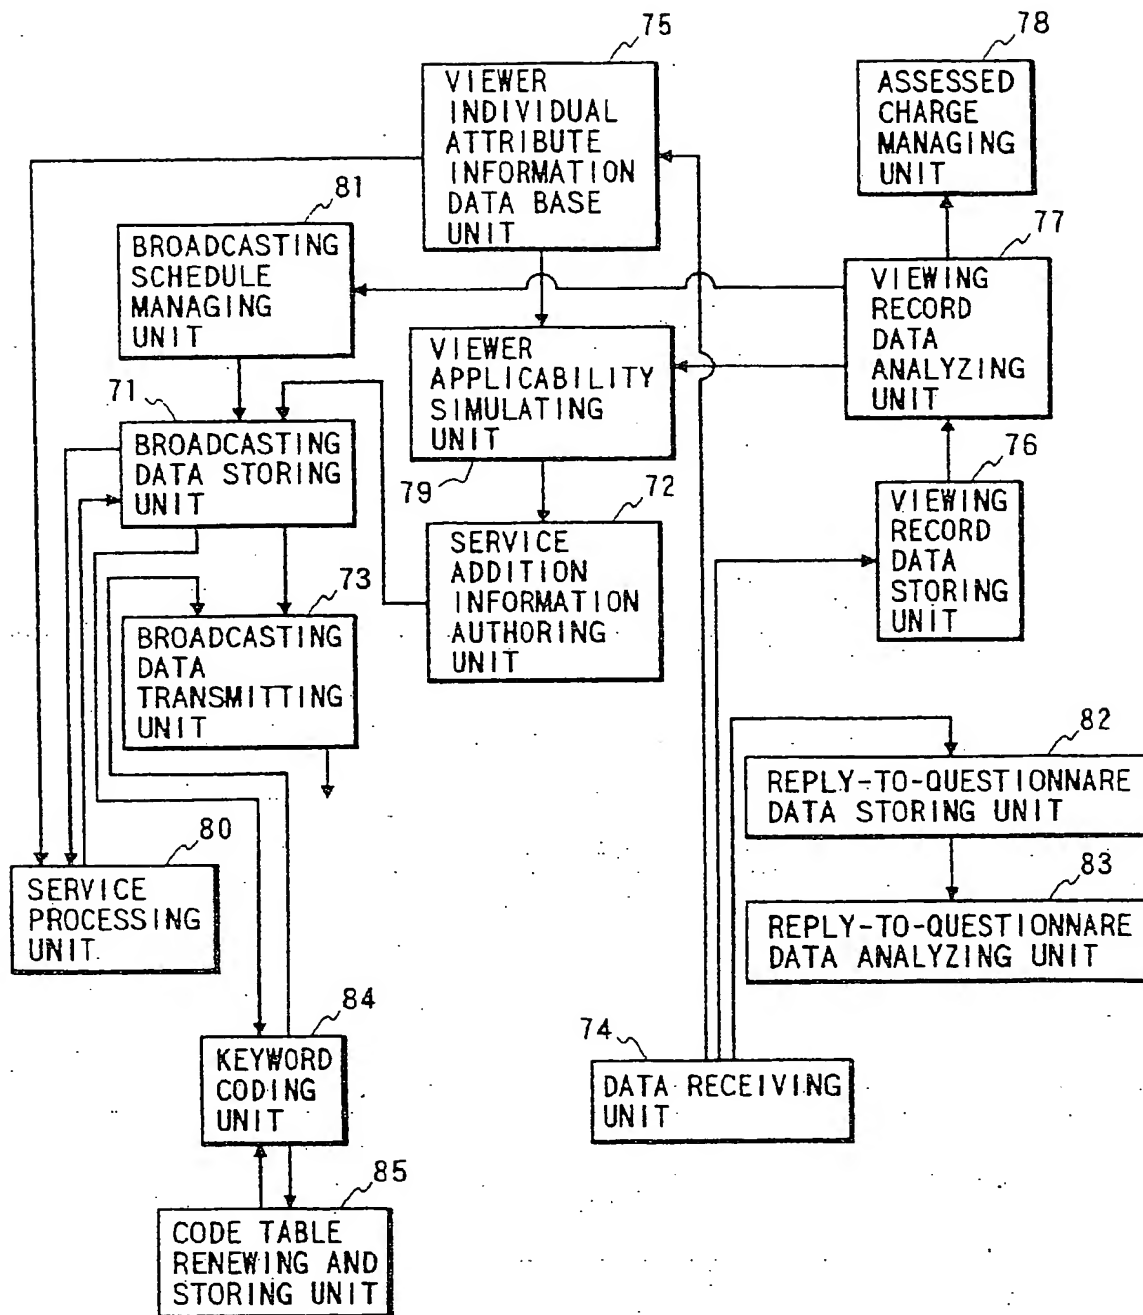 75
VIEWER
INDIVIDUAL
ATTRIBUTE
INFORMATION
DATA BASE
UNIT
78
ASSESSED
CHARGE
MANAGING
UNIT
81
BROADCASTING
SCHEDULE
MANAGING
UNIT
77
VIEWING
RECORD
DATA
ANALYZING
UNIT
VIEWER
APPLICABILITY
SIMULATING
UNIT
79
71
BROADCASTING
DATA STORING
UNIT
76
VIEWING
RECORD
DATA
STORING
UNIT
72
SERVICE
ADDITION
INFORMATION
AUTHORING
UNIT
73
BROADCASTING
DATA
TRANSMITTING
UNIT
82
REPLY-TO-QUESTIONNARE
DATA STORING UNIT
80
SERVICE
PROCESSING
UNIT
83
REPLY-TO-QUESTIONNARE
DATA ANALYZING UNIT
84
KEYWORD
CODING
UNIT
74
DATA RECEIVING
UNIT
85
CODE TABLE
RENEWING AND
STORING UNIT